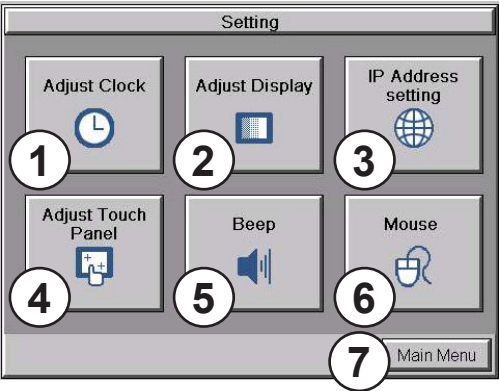 Setting
Adjust Clock
1
Adjust Display
2
IP Address
setting
3
Adjust Touch
Panel
4
Beep
5
Mouse
6
7
Main Menu